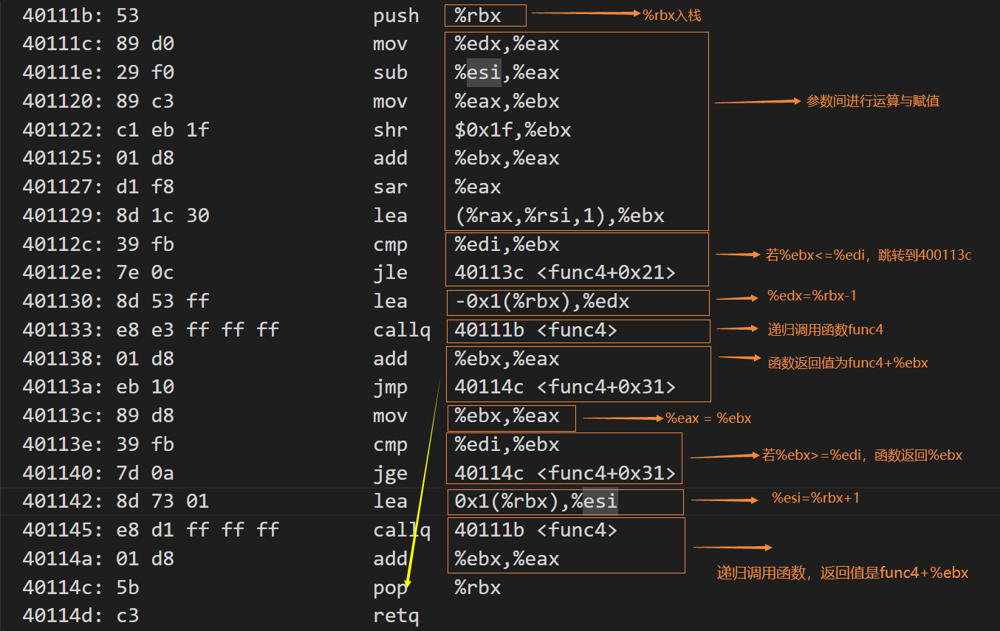 40111b: 53 push %rbx %rbx入栈
40111c: 89 d0 mov %edx,%eax
40111e: 29 f0 sub %esi,%eax
401120: 89 c3 mov %eax,%ebx 参数间进行运算与赋值
401122: c1 eb 1f shr $0x1f,%ebx
401125: 01 d8 add %ebx,%eax
401127: d1 f8 sar %eax
401129: 8d 1c 30 lea (%rax,%rsi,1),%ebx
40112c: 39 fb cmp %edi,%ebx
若%ebx<=%edi，跳转到400113c
40112e: 7e 0c jle 40113c <func4+0x21>
401130: 8d 53 ff lea -0x1(%rbx),%edx %edx=%rbx-1
401133: e8 e3 ff ff ff callq 40111b <func4> 递归调用函数func4
401138: 01 d8 add %ebx,%eax 函数返回值为func4+%ebx
40113a: eb 10 jmp 40114c <func4+0x31>
40113c: 89 d8 mov %ebx,%eax %eax = %ebx
40113e: 39 fb cmp %edi,%ebx 若%ebx>=%edi，函数返回%ebx
401140: 7d 0a jge 40114c <func4+0x31>
401142: 8d 73 01 lea 0x1(%rbx),%esi %esi=%rbx+1
401145: e8 d1 ff ff ff callq 40111b <func4>
40114a: 01 d8 add %ebx,%eax 递归调用函数，返回值是func4+%ebx
40114c: 5b pop %rbx
40114d: c3 retq